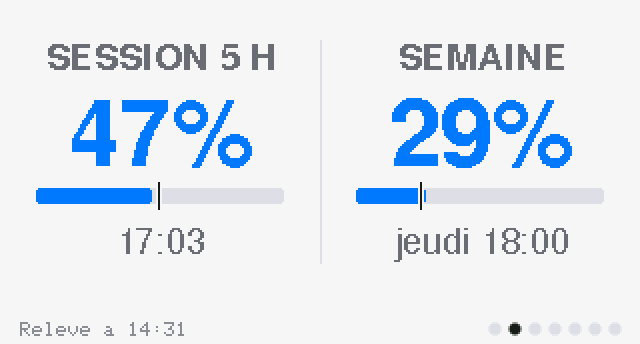 SESSION 5 H
47%
17:03
SEMAINE
29%
jeudi 18:00
Releve a 14:31